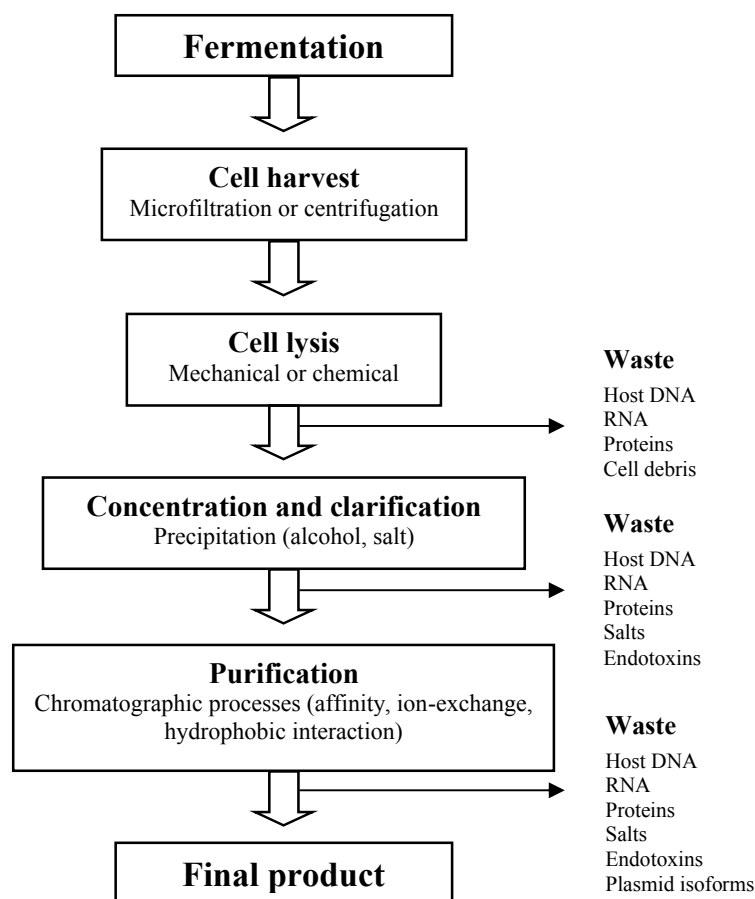 Fermentation
Cell harvest
Microfiltration or centrifugation
Cell lysis
Mechanical or chemical
Waste
Host DNA
RNA
Proteins
Cell debris
Concentration and clarification
Precipitation (alcohol, salt)
Waste
Host DNA
RNA
Proteins
Salts
Endotoxins
Purification
Chromatographic processes (affinity, ion-exchange,
hydrophobic interaction)
Waste
Host DNA
RNA
Proteins
Salts
Endotoxins
Plasmid isoforms
Final product